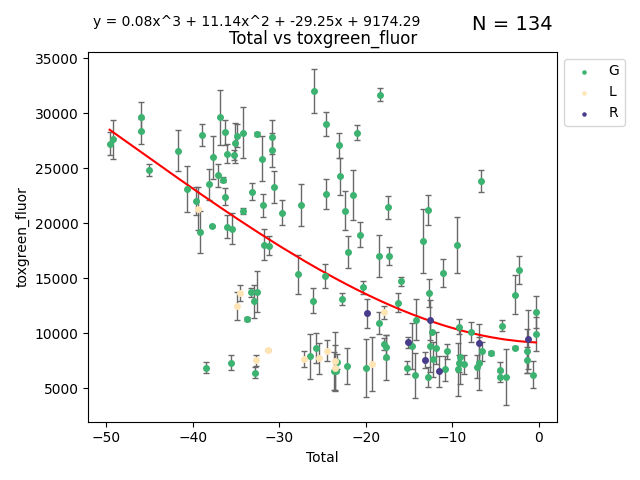 y = 0.08x^3 + 11.14x^2 + -29.25x + 9174.29
N = 134
Total vs toxgreen_fluor
G
L
R
toxgreen_fluor
35000
30000
25000
20000
15000
10000
5000
−50
−40
−30
−20
−10
0
Total